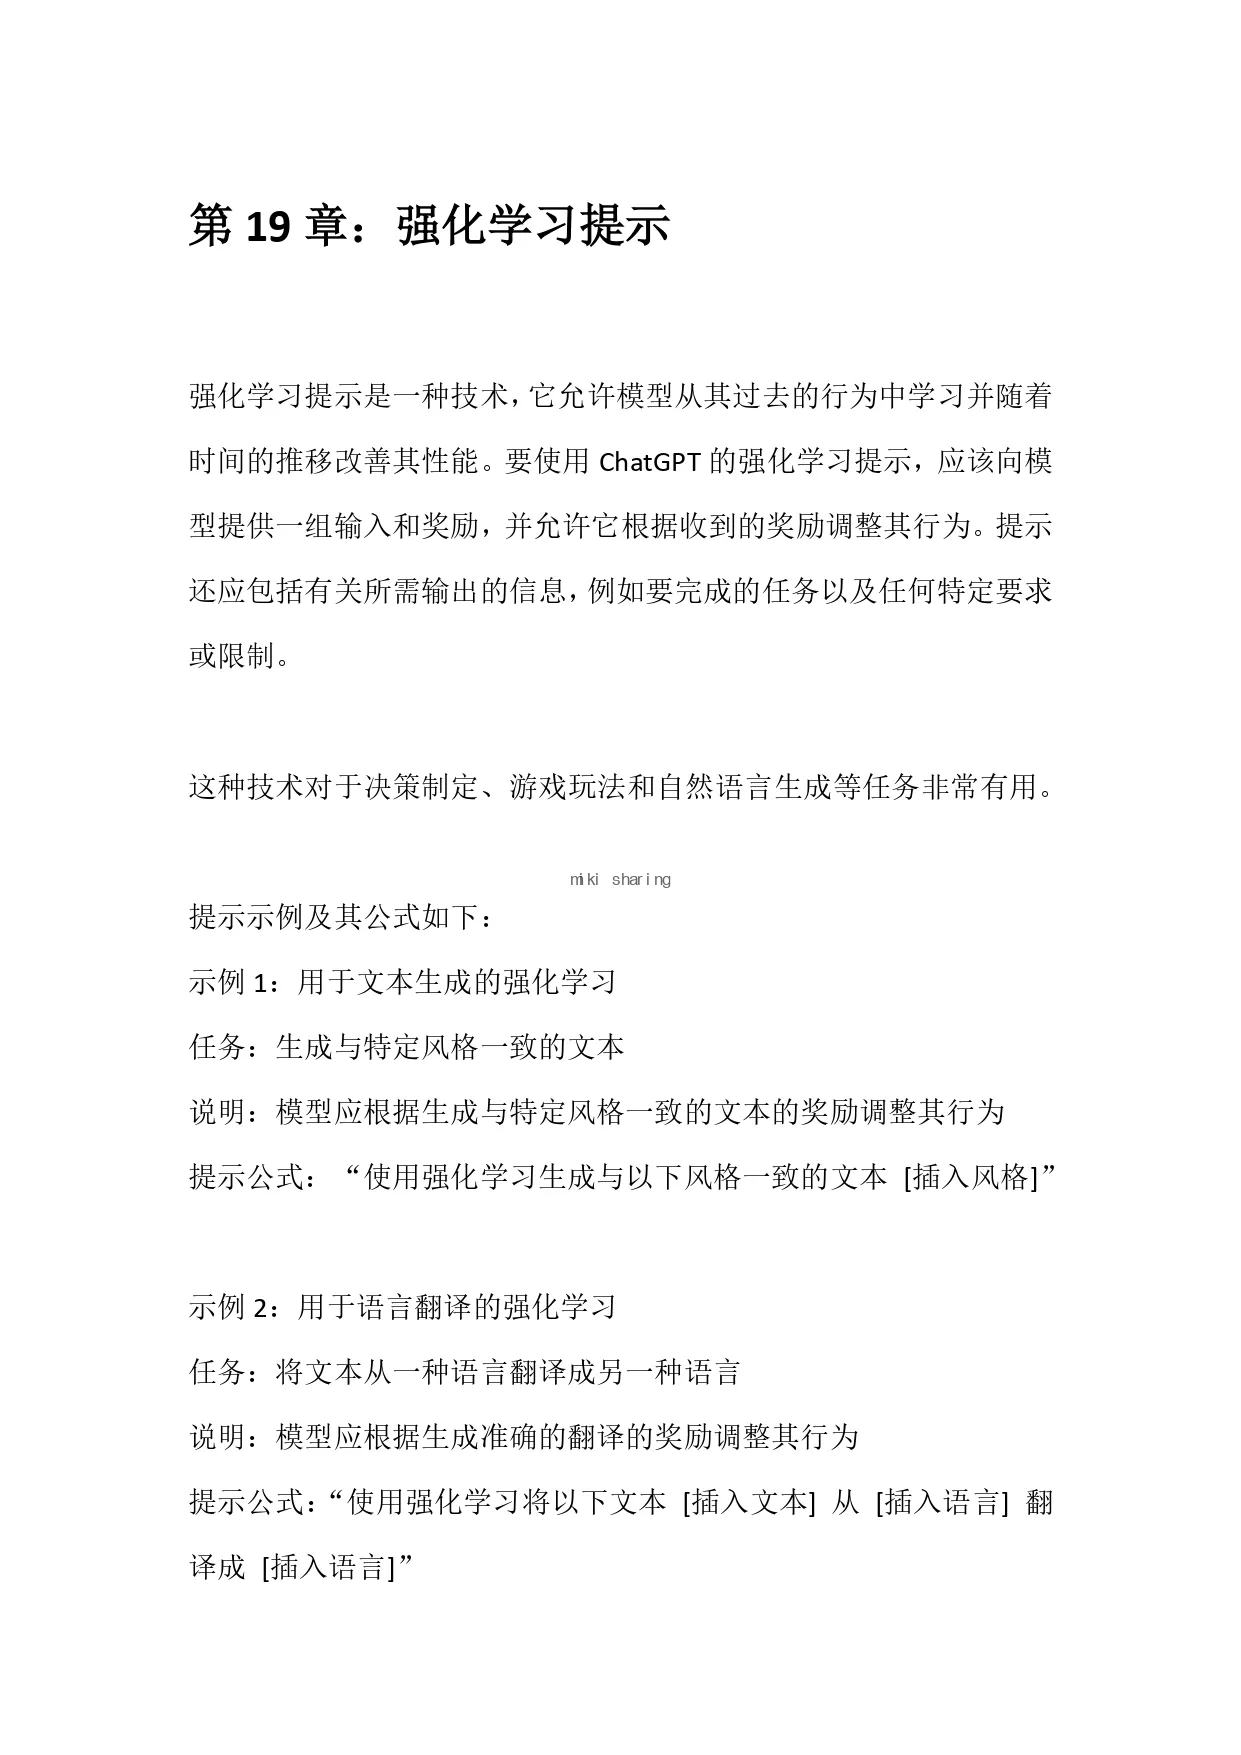 第 19 章：强化学习提示
强化学习提示是一种技术，它允许模型从其过去的行为中学习并随着
时间的推移改善其性能。要使用 ChatGPT 的强化学习提示，应该向模
型提供一组输入和奖励，并允许它根据收到的奖励调整其行为。提示
还应包括有关所需输出的信息，例如要完成的任务以及任何特定要求
或限制。
这种技术对于决策制定、游戏玩法和自然语言生成等任务非常有用。
miki sharing
提示示例及其公式如下：
示例 1：用于文本生成的强化学习
任务：生成与特定风格一致的文本
说明：模型应根据生成与特定风格一致的文本的奖励调整其行为
提示公式：“使用强化学习生成与以下风格一致的文本 [插入风格]”
示例 2：用于语言翻译的强化学习
任务：将文本从一种语言翻译成另一种语言
说明：模型应根据生成准确的翻译的奖励调整其行为
提示公式：“使用强化学习将以下文本 [插入文本] 从 [插入语言] 翻
译成 [插入语言]”